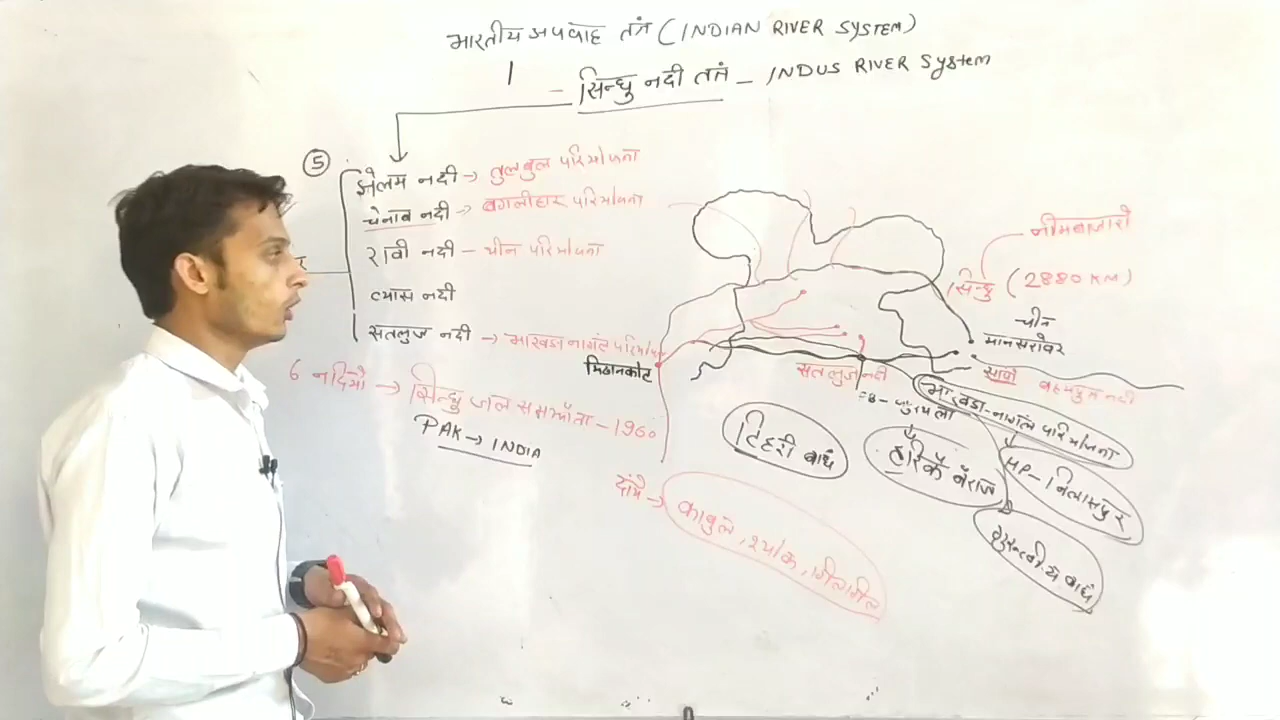 भारतीय अपवाह तंत्र (INDIAN RIVER SYSTEM)
सिन्धु नदी तंत्र - INDUS RIVER System
⑤
झेलम नदी → तुलबुल परियोजना
चेनाब नदी → बगलीहार परियोजना
रावी नदी - चीन परियोजना
व्यास नदी
सतलुज नदी → भाखडा नागल परियोजना
6 नदियों → सिन्धु जल समझौता - 1960
PAK → INDIA
मिठानकोट
सिन्धु (2880 KM)
चीन
मानसरोवर
सतलुज नदी
ब्रह्मपुत्र नदी
भाखडा-नागल परियोजना
टिहरी बांध
हरिके बैराज
HP - बिलासपुर
दांये → काबुल, श्योक, गिलगित